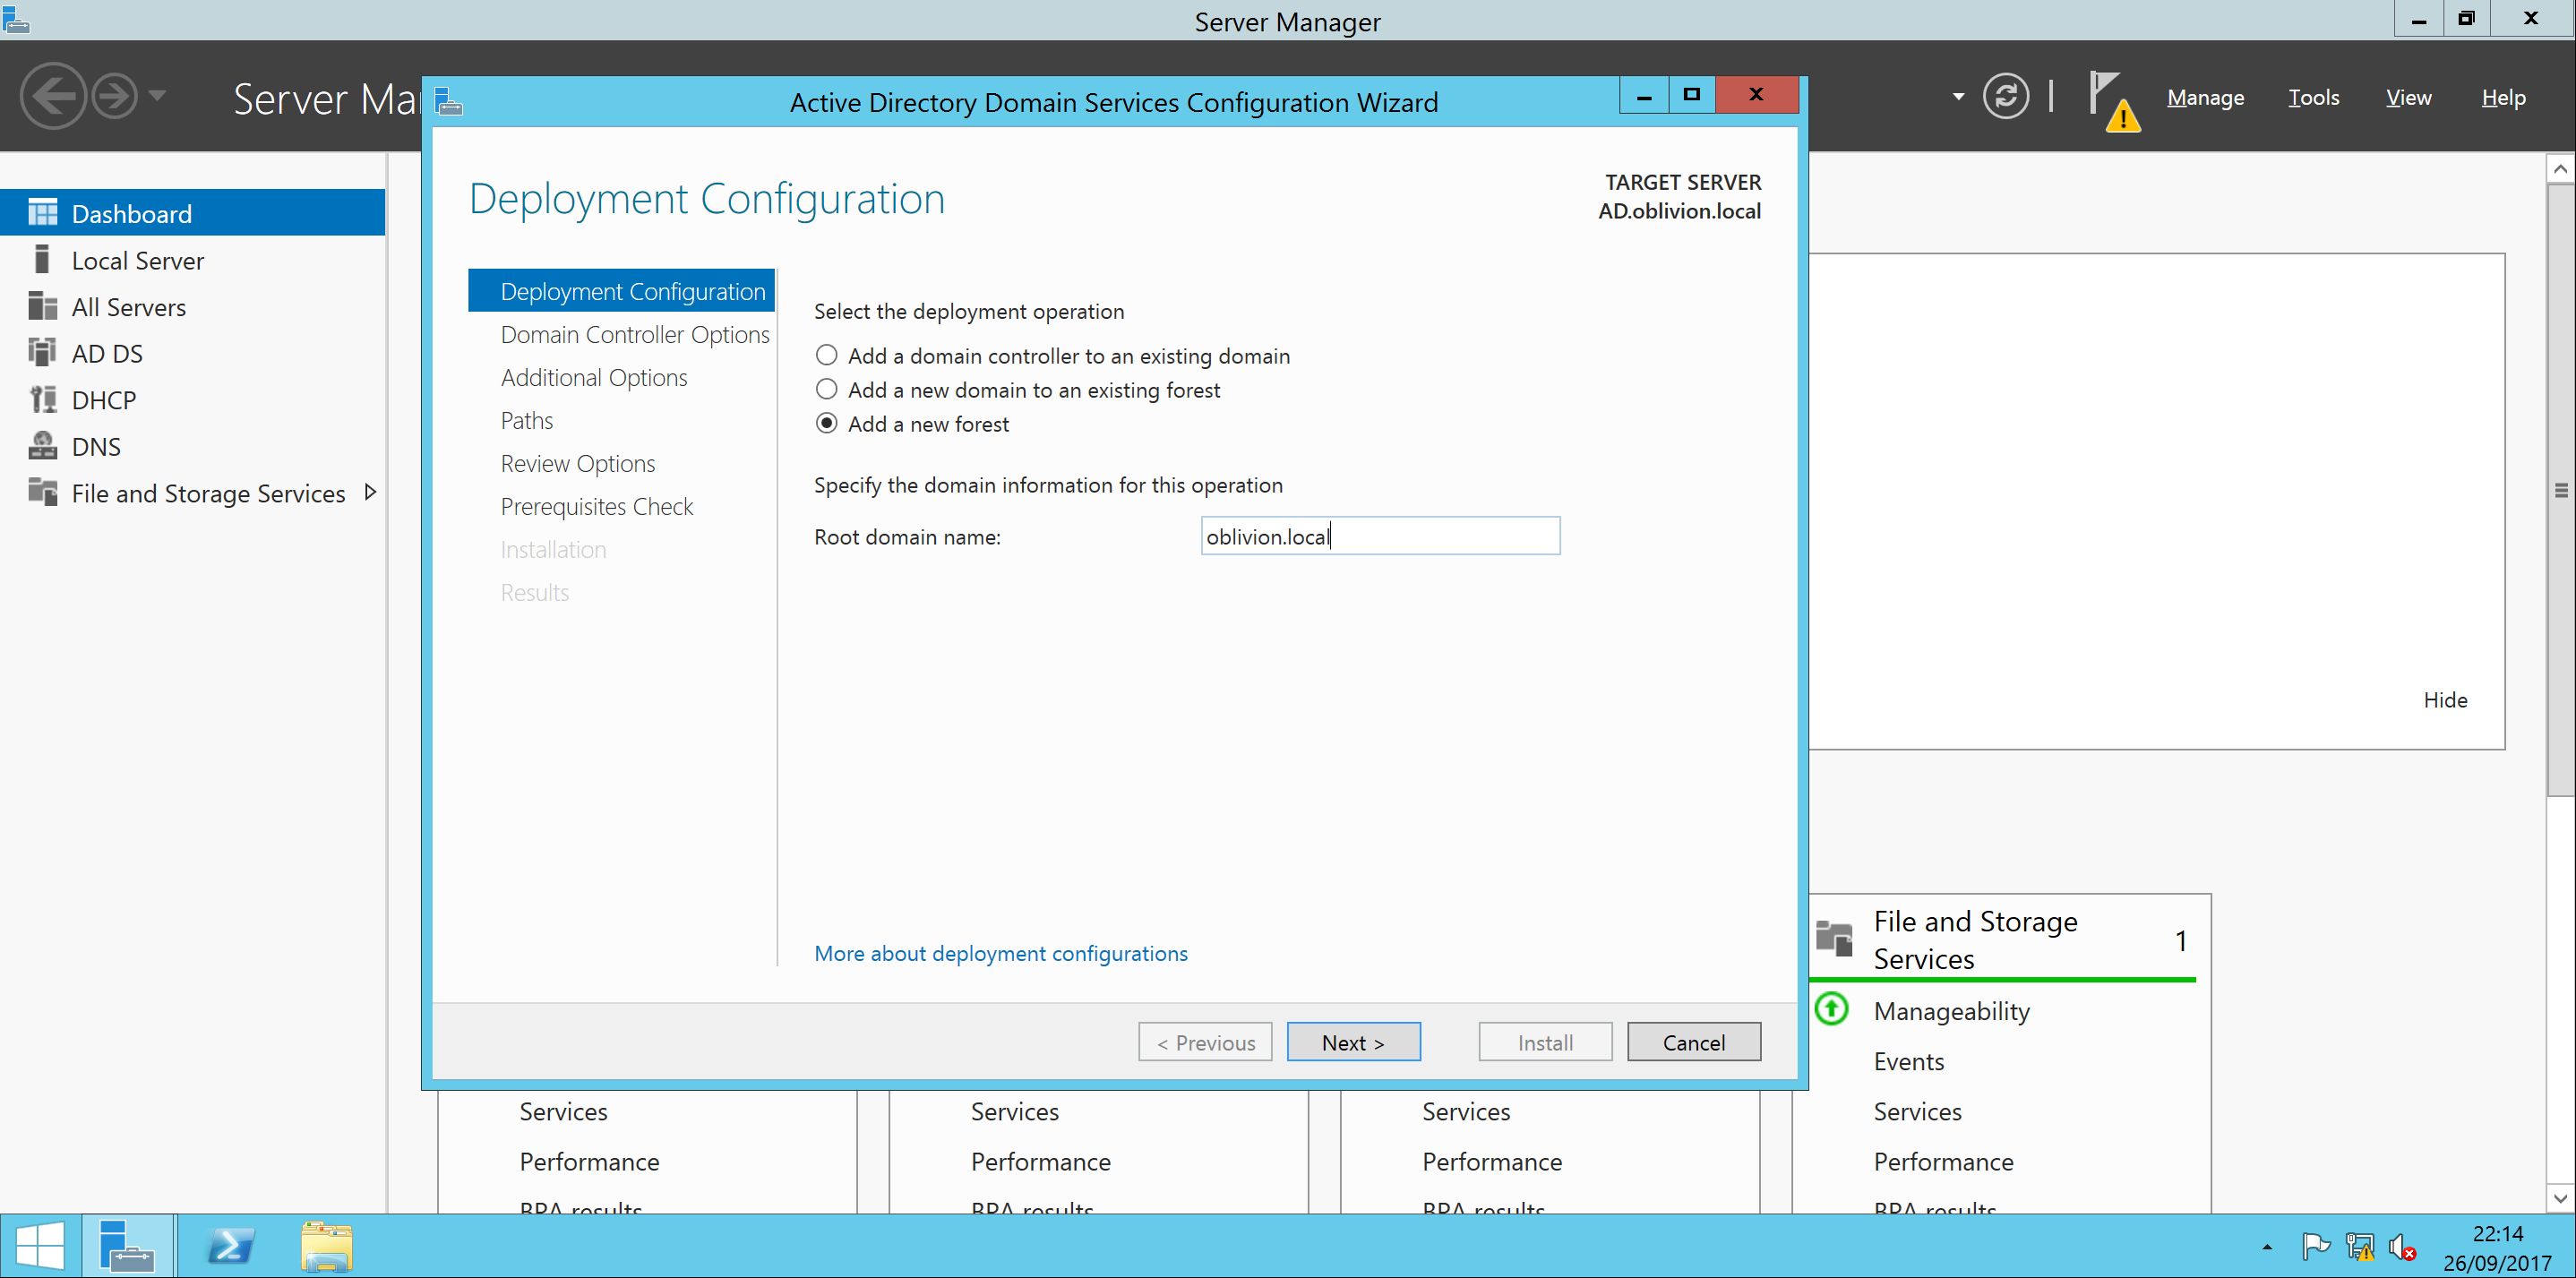 Server Manager
Server Ma
Manage
Tools
View
Help
Dashboard
Local Server
All Servers
AD DS
DHCP
DNS
File and Storage Services
Active Directory Domain Services Configuration Wizard
Deployment Configuration
TARGET SERVER
AD.oblivion.local
Deployment Configuration
Domain Controller Options
Additional Options
Paths
Review Options
Prerequisites Check
Installation
Results
Select the deployment operation
Add a domain controller to an existing domain
Add a new domain to an existing forest
Add a new forest
Specify the domain information for this operation
Root domain name:
oblivion.local
More about deployment configurations
< Previous
Next >
Install
Cancel
Hide
File and Storage
Services
1
Manageability
Events
Services
Performance
BPA results
Services
Performance
BPA results
Services
Performance
BPA results
Services
Performance
BPA results
22:14
26/09/2017